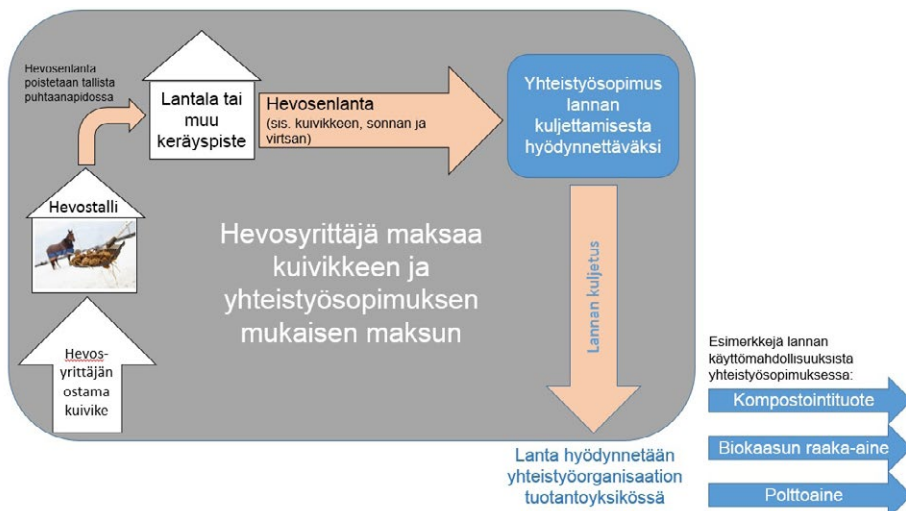 Hevosenlanta
poistetaan tallista
puhtaanapidossa
Lantala tai
muu
keräyspiste
Hevosenlanta
(sis. kuivikkeen, sonnan ja
virtsan)
Yhteistyösopimus
lannan
kuljettamisesta
hyödynnettäväksi
Hevostalli
Hevosyrittäjä maksaa
kuivikkeen ja
yhteistyösopimuksen
mukaisen maksun
Lannan kuljetus
Hevos-
yrittäjän
ostama
kuivike
Lanta hyödynnetään
yhteistyöorganisaation
tuotantoyksikössä
Esimerkkejä lannan
käyttömahdollisuuksista
yhteistyösopimuksessa:
Kompostointituote
Biokaasun raaka-aine
Polttoaine